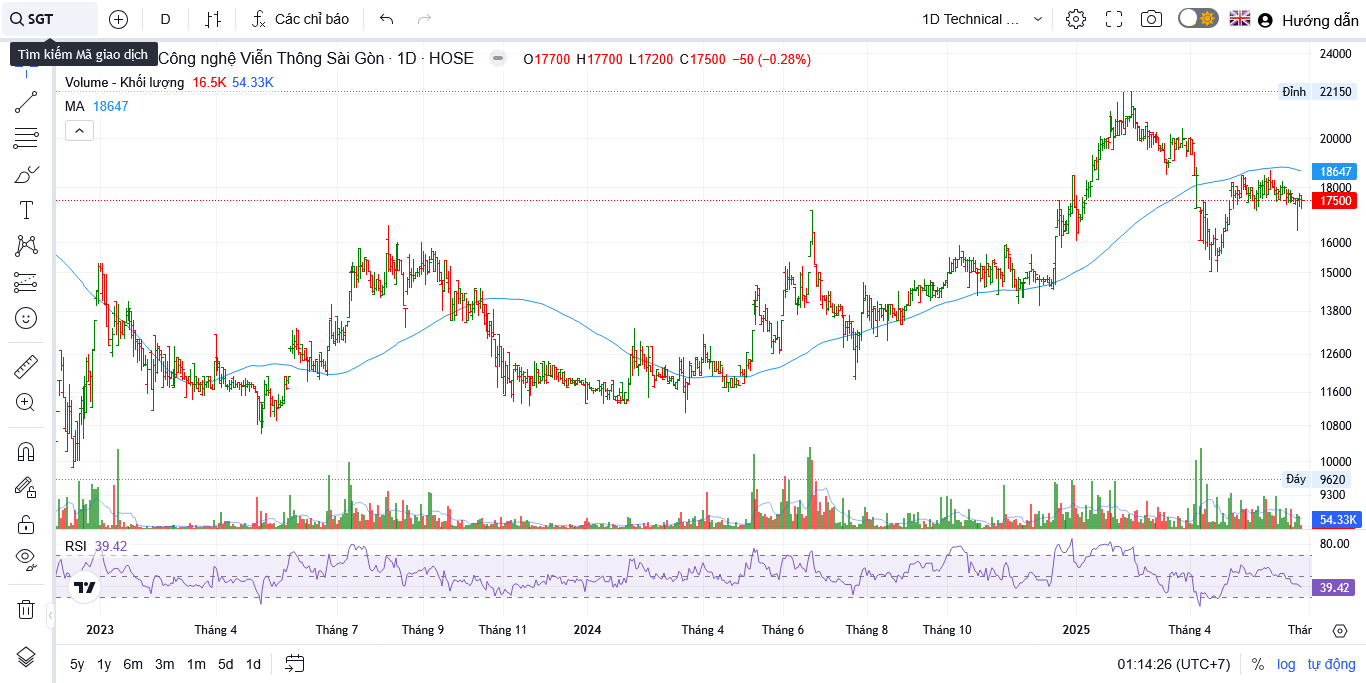 SGT
D
Các chỉ báo
1D Technical ...
Hướng dẫn
Tìm kiếm Mã giao dịch
Công nghệ Viễn Thông Sài Gòn · 1D · HOSE
O17700 H17700 L17200 C17500 −50 (−0.28%)
Volume - Khối lượng 16.5K 54.33K
MA 18647
24000
Đỉnh 22150
20000
18647
18000
17500
16000
15000
13800
12600
11600
10800
10000
Đáy 9620
9300
54.33K
RSI 39.42
80.00
39.42
2023 Tháng 4 Tháng 7 Tháng 9 Tháng 11 2024 Tháng 4 Tháng 6 Tháng 8 Tháng 10 2025 Tháng 4 Thár
5y 1y 6m 3m 1m 5d 1d
01:14:26 (UTC+7) % log tự động